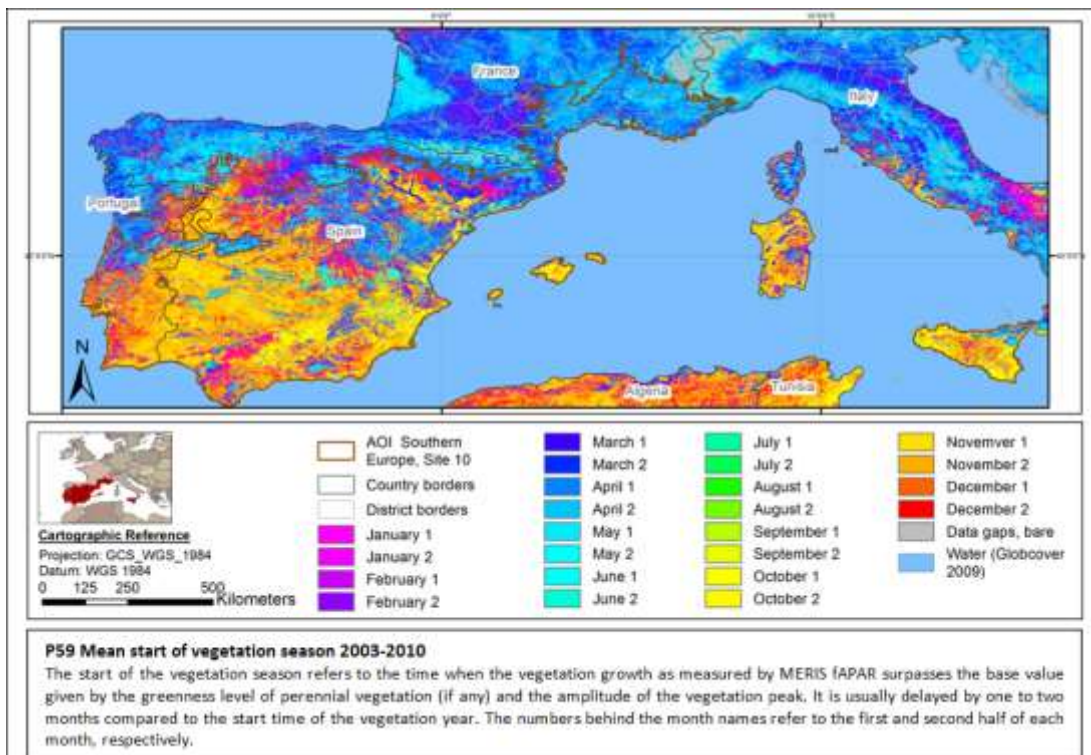 France
Italy
Portugal
Spain
Algeria
Tunisia
N
AOI Southern
Europe, Site 10
Country borders
District borders
January 1
January 2
February 1
February 2
March 1
March 2
April 1
April 2
May 1
May 2
June 1
June 2
July 1
July 2
August 1
August 2
September 1
September 2
October 1
October 2
Novemver 1
November 2
December 1
December 2
Data gaps, bare
Water (Globcover
2009)
Cartographic Reference
Projection: GCS_WGS_1984
Datum: WGS 1984
0 125 250 500
Kilometers
P59 Mean start of vegetation season 2003-2010
The start of the vegetation season refers to the time when the vegetation growth as measured by MERIS fAPAR surpasses the base value
given by the greenness level of perennial vegetation (if any) and the amplitude of the vegetation peak. It is usually delayed by one to two
months compared to the start time of the vegetation year. The numbers behind the month names refer to the first and second half of each
month, respectively.